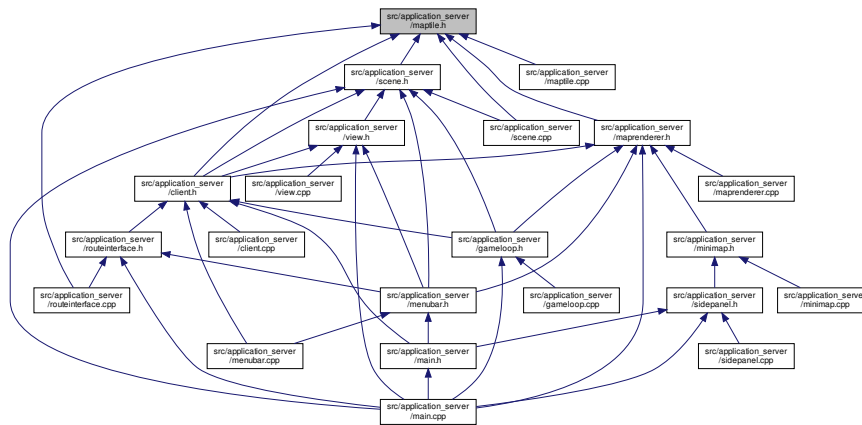 src/application_server
/maptile.h
src/application_server
/scene.h
src/application_server
/maptile.cpp
src/application_server
/view.h
src/application_server
/scene.cpp
src/application_server
/maprenderer.h
src/application_server
/client.h
src/application_server
/view.cpp
src/application_server
/maprenderer.cpp
src/application_server
/routeinterface.h
src/application_server
/client.cpp
src/application_server
/gameloop.h
src/application_server
/minimap.h
src/application_server
/routeinterface.cpp
src/application_server
/menubar.h
src/application_server
/gameloop.cpp
src/application_server
/sidepanel.h
src/application_server
/minimap.cpp
src/application_server
/menubar.cpp
src/application_server
/main.h
src/application_server
/sidepanel.cpp
src/application_server
/main.cpp